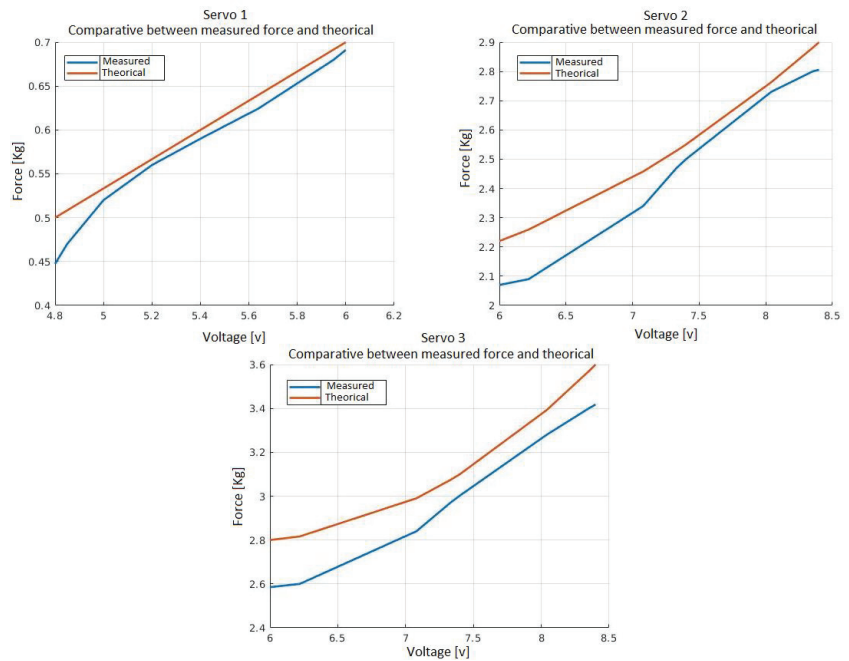 Servo 1
Comparative between measured force and theorical
0.7
0.65
0.6
0.55
0.5
0.45
0.4
Force [Kg]
Measured
Theorical
4.8 5 5.2 5.4 5.6 5.8 6 6.2
Voltage [v]
Servo 2
Comparative between measured force and theorical
2.9
2.8
2.7
2.6
2.5
2.4
2.3
2.2
2.1
2
Force [Kg]
Measured
Theorical
6 6.5 7 7.5 8 8.5
Voltage [v]
Servo 3
Comparative between measured force and theorical
3.6
3.4
3.2
3
2.8
2.6
2.4
Force [Kg]
Measured
Theorical
6 6.5 7 7.5 8 8.5
Voltage [v]